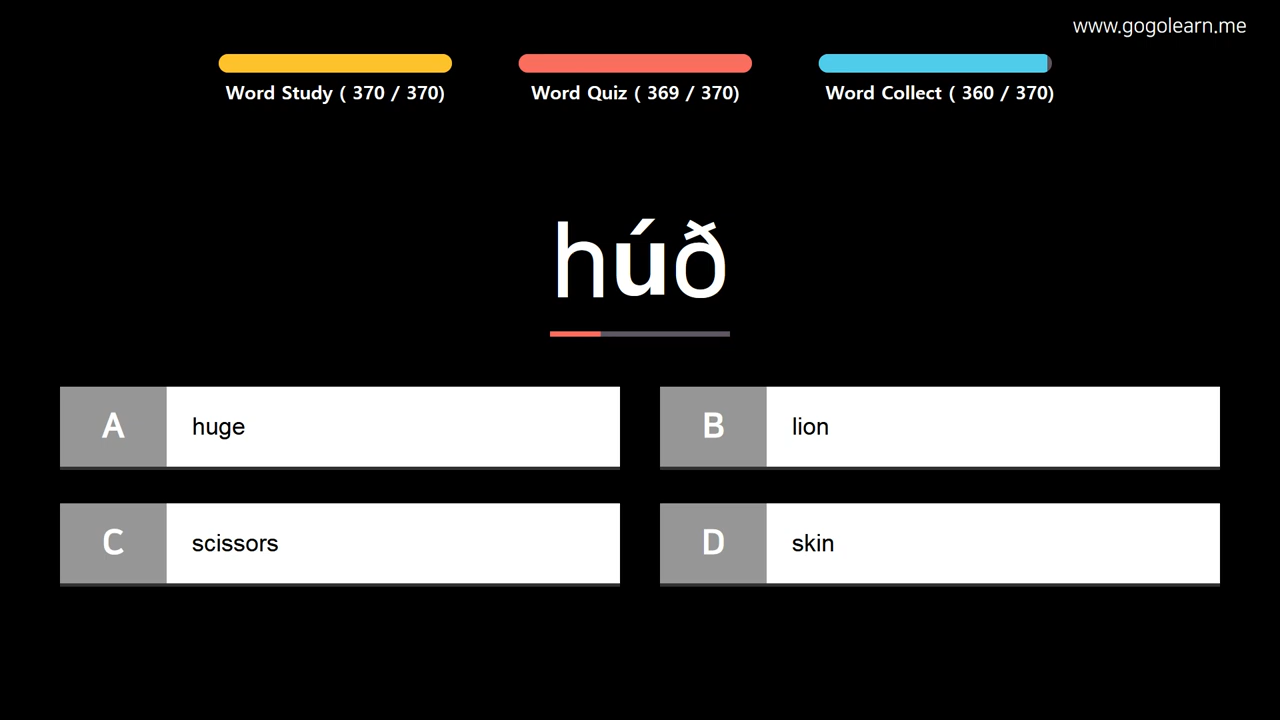 www.gogolearn.me
Word Study ( 370 / 370)
Word Quiz ( 369 / 370)
Word Collect ( 360 / 370)
húð
A huge
B lion
C scissors
D skin